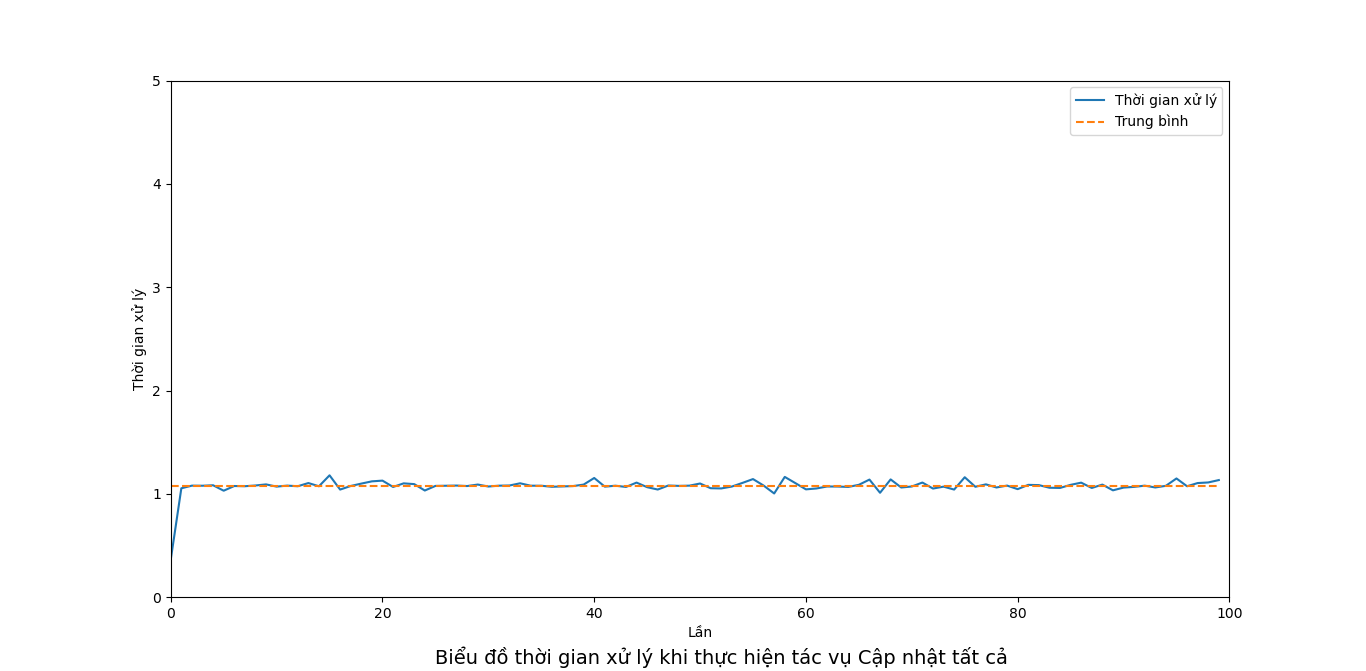 5
4
3
2
1
0
Thời gian xử lý
Thời gian xử lý
Trung bình
0 20 40 60 80 100
Lần
Biểu đồ thời gian xử lý khi thực hiện tác vụ Cập nhật tất cả